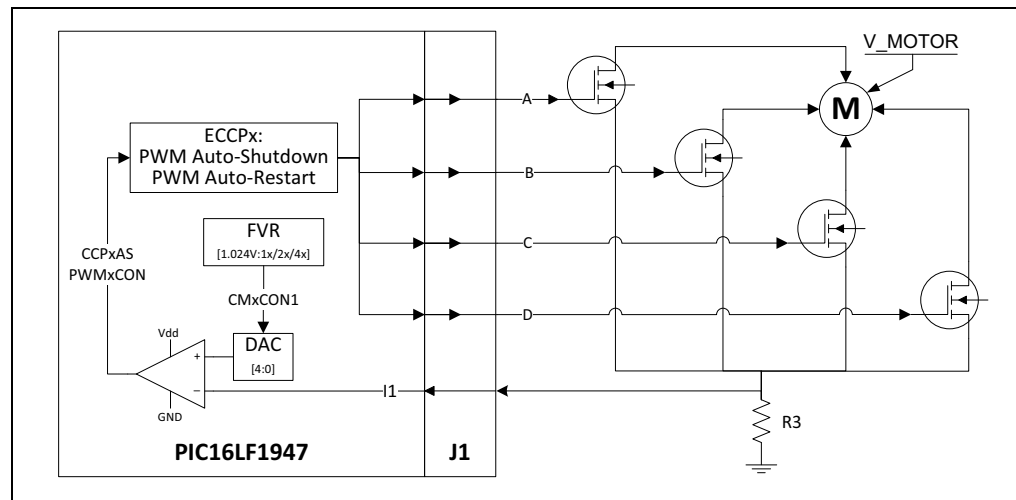 V_MOTOR
M
A
ECCPx:
PWM Auto-Shutdown
PWM Auto-Restart
B
FVR
[1.024V:1x/2x/4x]
C
CCPxAS
PWMxCON
CMxCON1
D
Vdd
DAC
[4:0]
+
–
I1
GND
R3
PIC16LF1947
J1